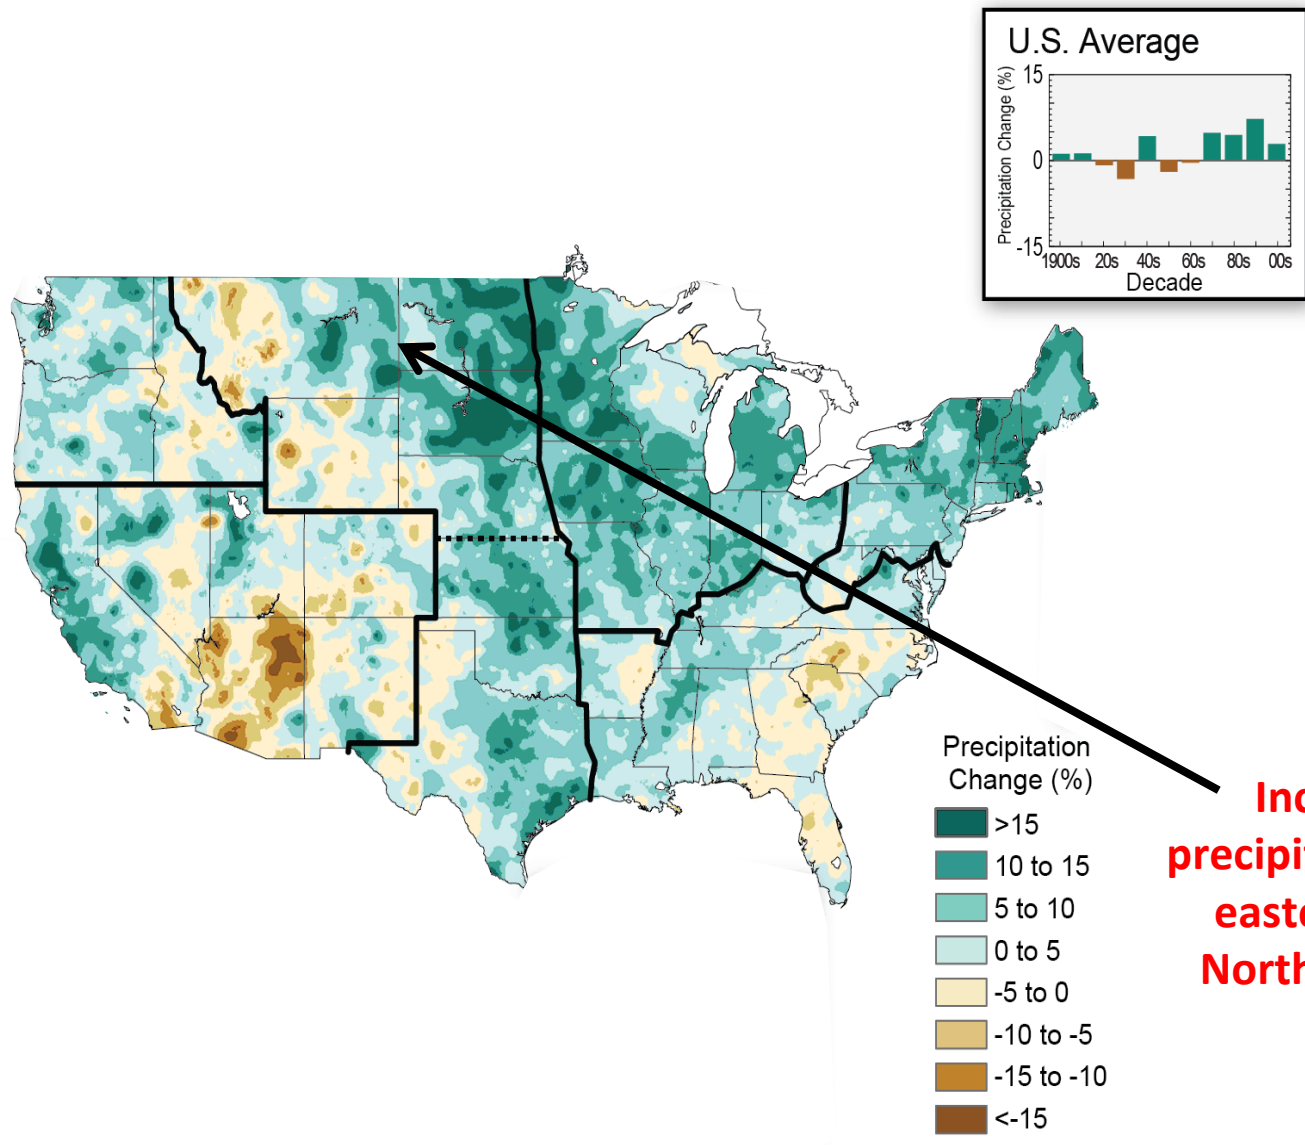 U.S. Average
Precipitation Change (%)
15
0
-15
1900s 20s 40s 60s 80s 00s
Decade
Precipitation
Change (%)
>15
10 to 15
5 to 10
0 to 5
-5 to 0
-10 to -5
-15 to -10
<-15
North